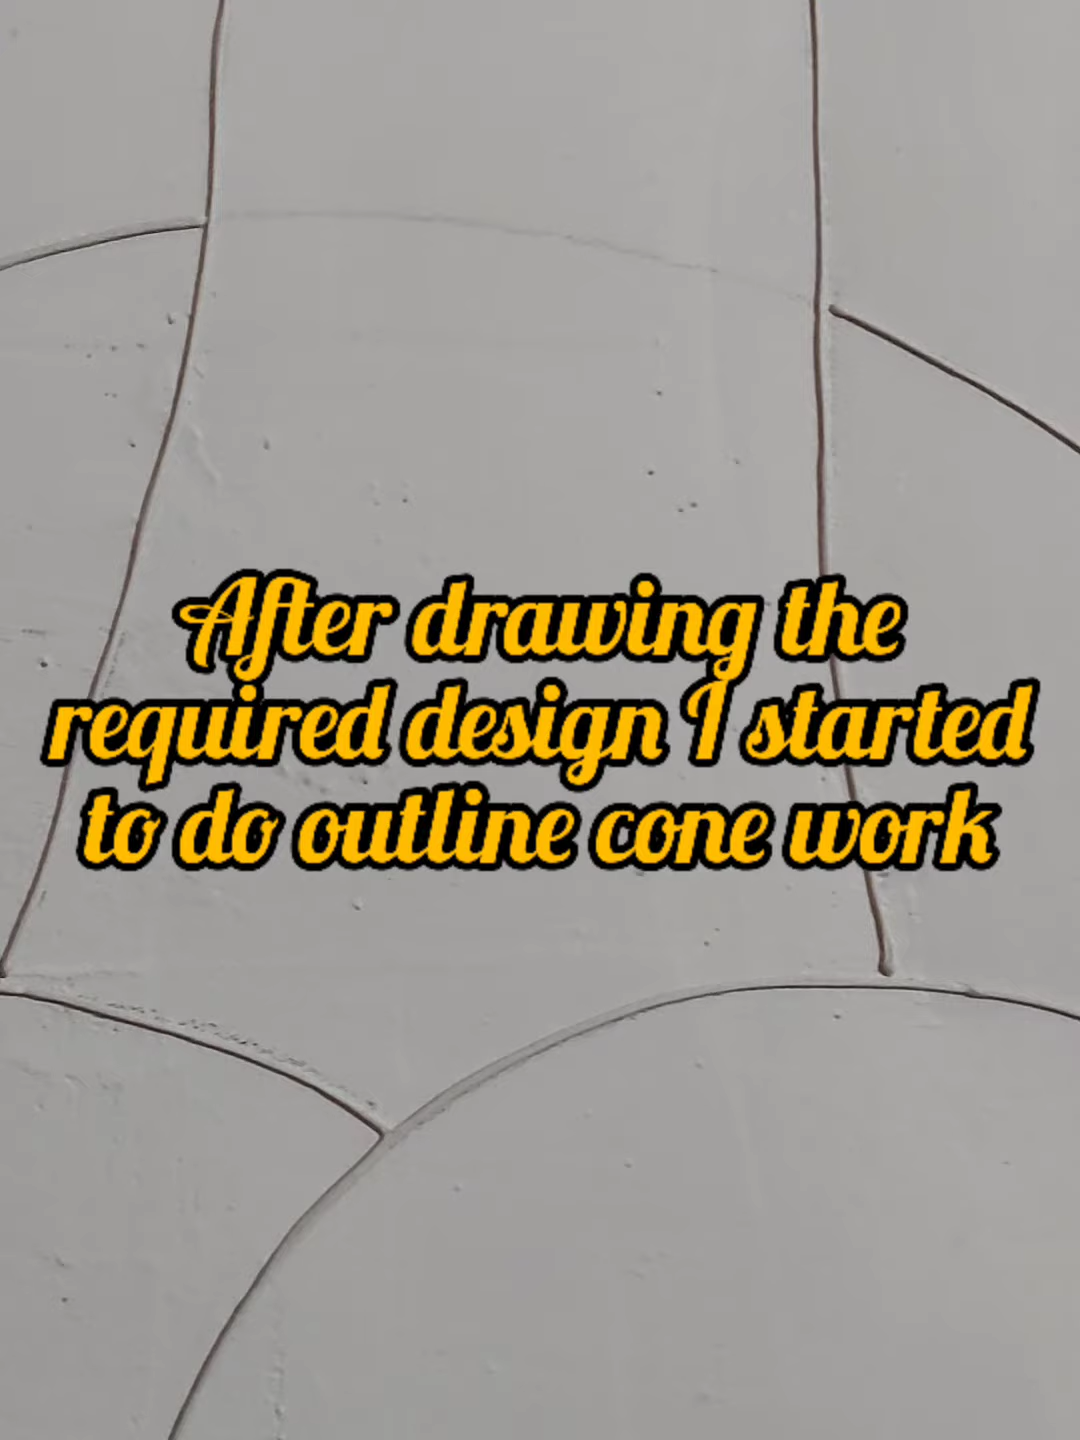 After drawing the
required design I started
to do outline cone work